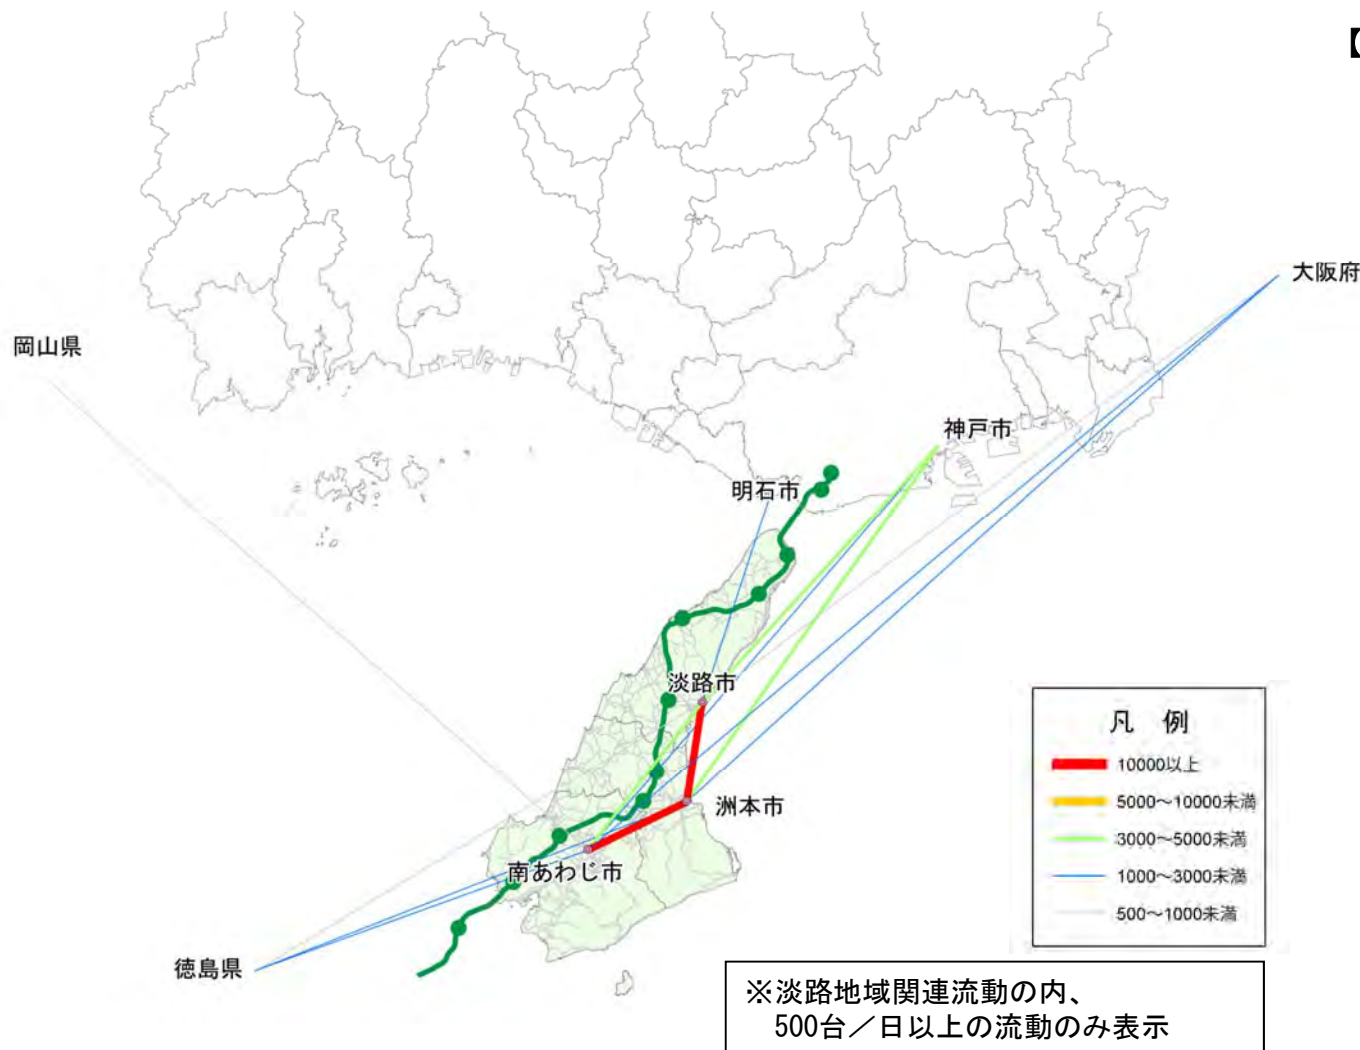 【
大阪府
岡山県
神戸市
明石市
淡路市
洲本市
南あわじ市
徳島県
凡 例
10000以上
5000～10000未満
3000～5000未満
1000～3000未満
500～1000未満
※淡路地域関連流動の内、
500台／日以上の流動のみ表示